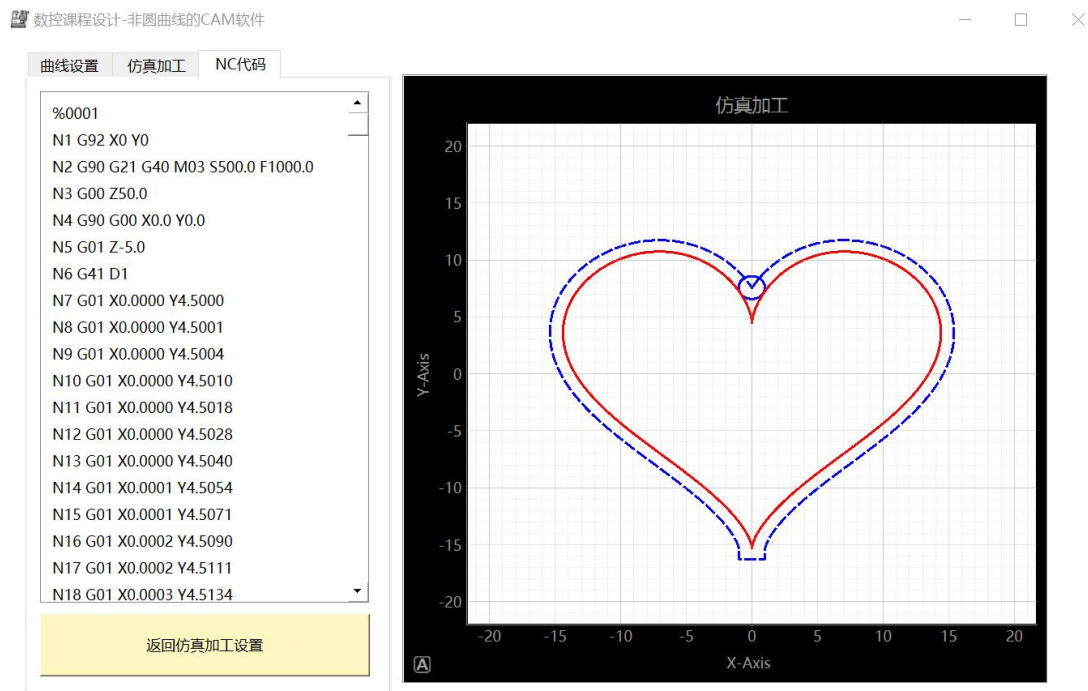 数控课程设计-非圆曲线的CAM软件
曲线设置 仿真加工 NC代码
%0001
N1 G92 X0 Y0
N2 G90 G21 G40 M03 S500.0 F1000.0
N3 G00 Z50.0
N4 G90 G00 X0.0 Y0.0
N5 G01 Z-5.0
N6 G41 D1
N7 G01 X0.0000 Y4.5000
N8 G01 X0.0000 Y4.5001
N9 G01 X0.0000 Y4.5004
N10 G01 X0.0000 Y4.5010
N11 G01 X0.0000 Y4.5018
N12 G01 X0.0000 Y4.5028
N13 G01 X0.0000 Y4.5040
N14 G01 X0.0001 Y4.5054
N15 G01 X0.0001 Y4.5071
N16 G01 X0.0002 Y4.5090
N17 G01 X0.0002 Y4.5111
N18 G01 X0.0003 Y4.5134
返回仿真加工设置
仿真加工
20
15
10
5
0
-5
-10
-15
-20
Y-Axis
-20 -15 -10 -5 0 5 10 15 20
X-Axis
A